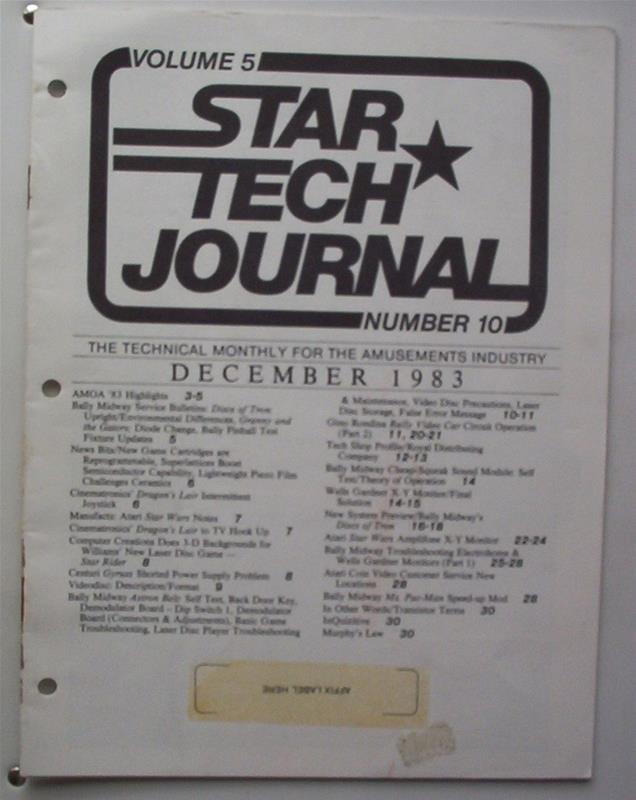 VOLUME 5
STAR
TECH
JOURNAL
NUMBER 10
THE TECHNICAL MONTHLY FOR THE AMUSEMENTS INDUSTRY
DECEMBER 1983
AMOA '83 Highlights 3-5
Bally Midway Service Bulletins: Discs of Tron
Upright/Environmental Differences, Granny and
the Gators; Diode Change, Bally Pinball Test
Fixture Updates 5
News Bits/New Game Cartridges are
Reprogrammable, Superlattices Boost
Semiconductor Capability, Lightweight Piezo Film
Challenges Ceramics 6
Cinematronics' Dragon's Lair Intermittent
Joystick 6
Manufacts: Atari Star Wars Notes 7
Cinematronics' Dragon's Lair to TV Hook Up 7
Computer Creations Does 3-D Backgrounds for
Williams' New Laser Disc Game —
Star Rider 8
Centuri Gyruss Shorted Power Supply Problem 8
Videodisc: Description/Format 9
Bally Midway Astron Belt: Self Test, Back Door Key,
Demodulator Board – Dip Switch 1, Demodulator
Board (Connectors & Adjustments), Basic Game
Troubleshooting, Laser Disc Player Troubleshooting
& Maintenance, Video Disc Precautions, Laser
Disc Storage, False Error Message 10-11
Gino Rondina Rally Video Car Circuit Operation
(Part 2) 11, 20-21
Tech Shop Profile/Royal Distributing
Company 12-13
Bally Midway Cheap Squeak Sound Module: Self
Test/Theory of Operation 14
Wells Gardner X-Y Monitor/Final
Solution 14-15
New System Preview/Bally Midway's
Discs of Tron 16-18
Atari Star Wars Amplifone X-Y Monitor 22-24
Bally Midway Troubleshooting Electrohome &
Wells Gardner Monitors (Part 1) 25-28
Atari Coin Video Customer Service New
Locations 28
Bally Midway Ms. Pac-Man Speed-up Mod 28
In Other Words/Transistor Terms 30
InQuizitive 30
Murphy's Law 30
AFFIX LABEL HERE